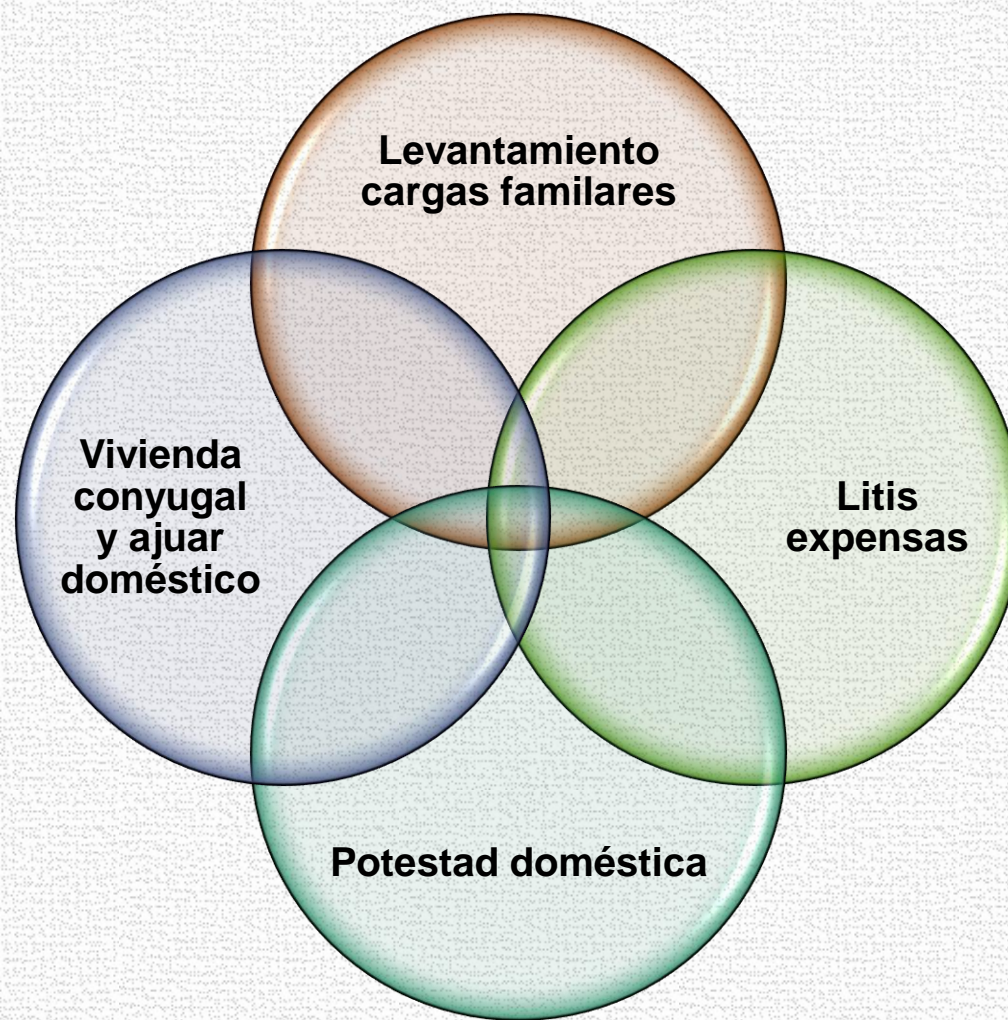 Levantamiento
cargas familares
Vivienda
conyugal
y ajuar
doméstico
Litis
expensas
Potestad doméstica